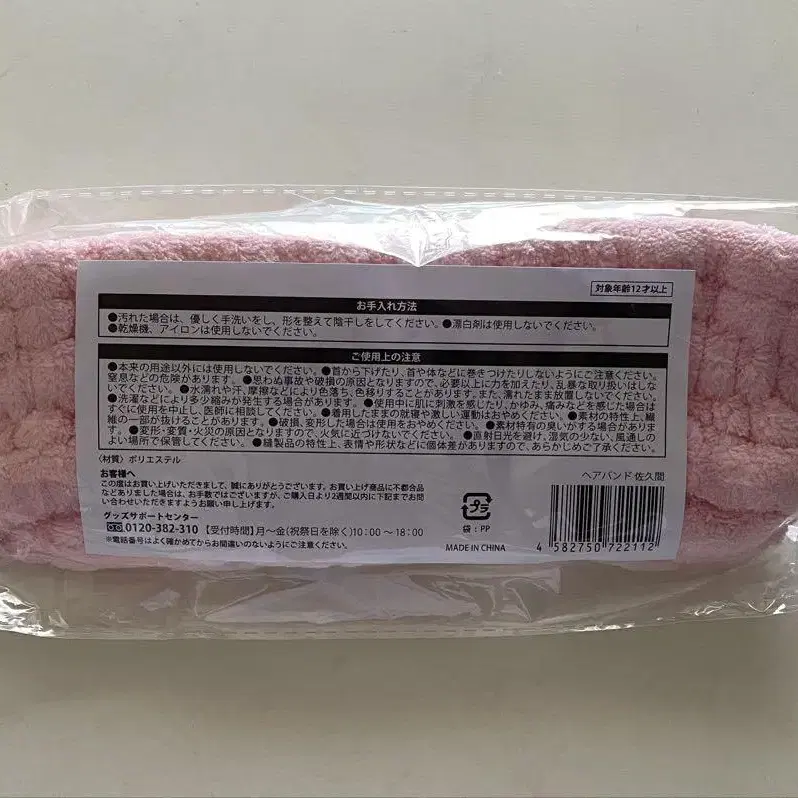 対象年齢12才以上
お手入れ方法
●汚れた場合は、優しく手洗いをし、形を整えて陰干しをしてください。●漂白剤は使用しないでください。
●乾燥機、アイロンは使用しないでください。
ご使用上の注意
●本来の用途以外には使用しないでください。●首から下げたり、首や体などに巻きつけたりしないようにご注意ください。
窒息などの危険があります。●思わぬ事故や破損の原因となりますので、必要以上に力を加えたり、乱暴な取り扱いはしな
いでください。●水濡れや汗、摩擦などにより色落ち、色移りすることがあります。また、濡れたまま放置しないでください。
●洗濯などにより多少縮みが発生する場合があります。●使用中に肌に刺激を感じたり、かゆみ、痛みなどを感じた場合は
すぐに使用を中止し、医師に相談してください。●着用したままの就寝や激しい運動はおやめください。●素材の特性上、繊
維の一部が抜けることがあります。●破損、変形した場合は使用をおやめください。●素材特有の臭いがする場合がありま
す。●変形・変質・火災の原因となりますので、火気に近づけないでください。●直射日光を避け、湿気の少ない、風通しの
よい場所で保管してください。●縫製品の特性上、表情や形状などに個体差がありますので、あらかじめご了承ください。
〈材質〉ポリエステル
お客様へ
この度はお買い上げいただきまして、誠にありがとうございます。お買い上げ商品に不都合品
などありました場合は、お手数ではございますが、ご購入日より2週間以内に下記までお問
い合わせいただきますようお願い申し上げます。
グッズサポートセンター
0120-382-310【受付時間】月～金(祝祭日を除く)10:00～18:00
※電話番号はよく確かめてからお間違いのないようにご注意ください。
プラ
袋:PP
MADE IN CHINA
ヘアバンド佐久間
4 582750 722112